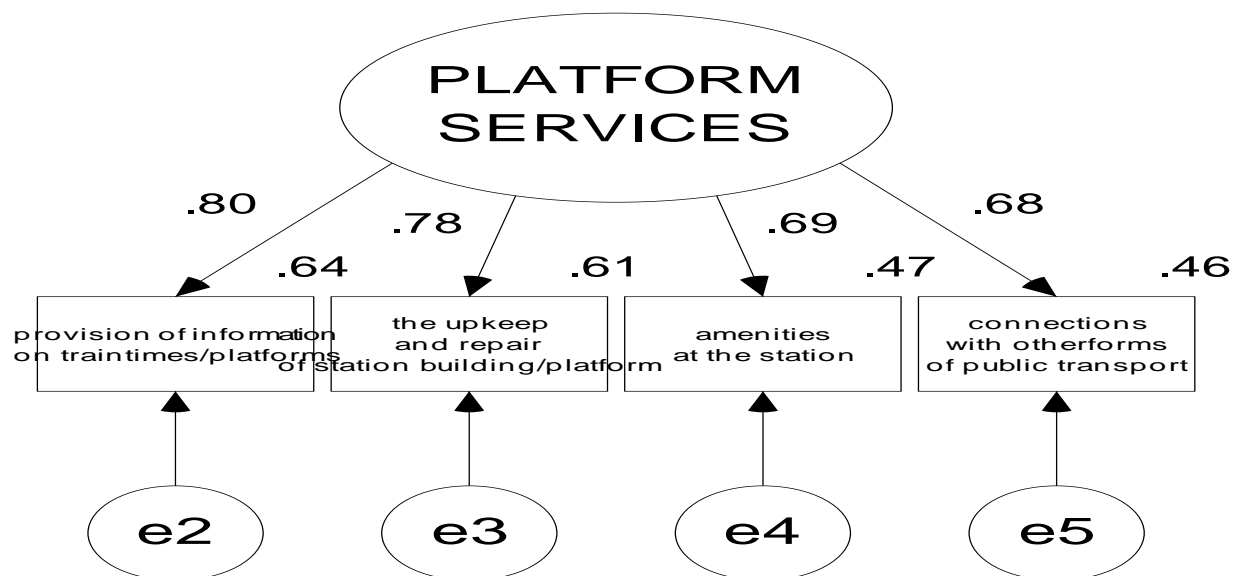 PLATFORM
SERVICES
.80
.78
.69
.68
.64
.61
.47
.46
provision of information
on traintimes/platforms
the upkeep
and repair
of station building/platform
amenities
at the station
connections
with otherforms
of public transport
e2
e3
e4
e5